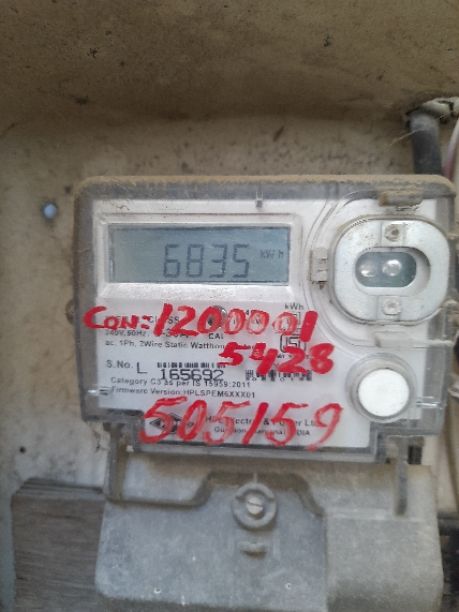 6835 kWh
kWh
CON:- 1200001
5428
240V, 50Hz,
ac. 1Ph, 2Wire Static Watthour
S.No. L 165692
Category C3 as per IS 15959:2011
Firmware Version:HPLSPEM6XXX01
505159